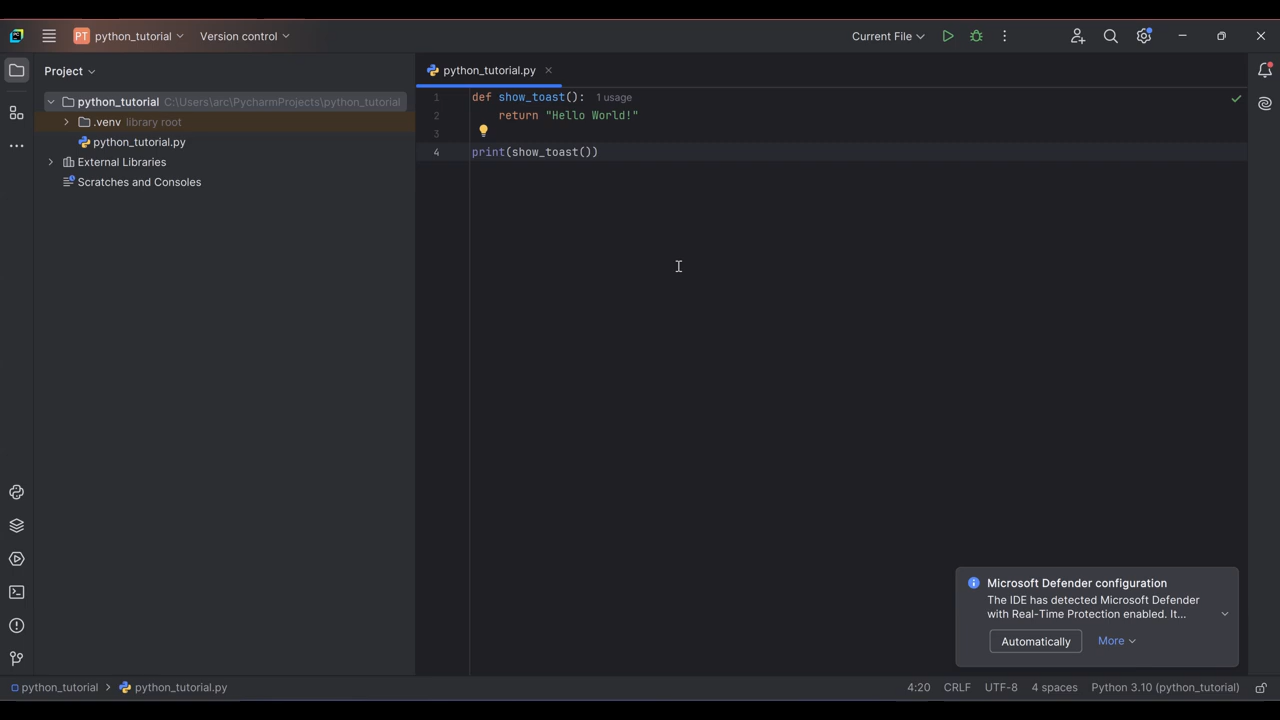 PT python_tutorial Version control Current File
Project
python_tutorial.py
python_tutorial C:\Users\arc\PycharmProjects\python_tutorial
.venv library root
python_tutorial.py
External Libraries
Scratches and Consoles
1 def show_toast(): 1 usage
2 return "Hello World!"
3
4 print(show_toast())
Microsoft Defender configuration
The IDE has detected Microsoft Defender
with Real-Time Protection enabled. It...
Automatically More
python_tutorial > python_tutorial.py 4:20 CRLF UTF-8 4 spaces Python 3.10 (python_tutorial)